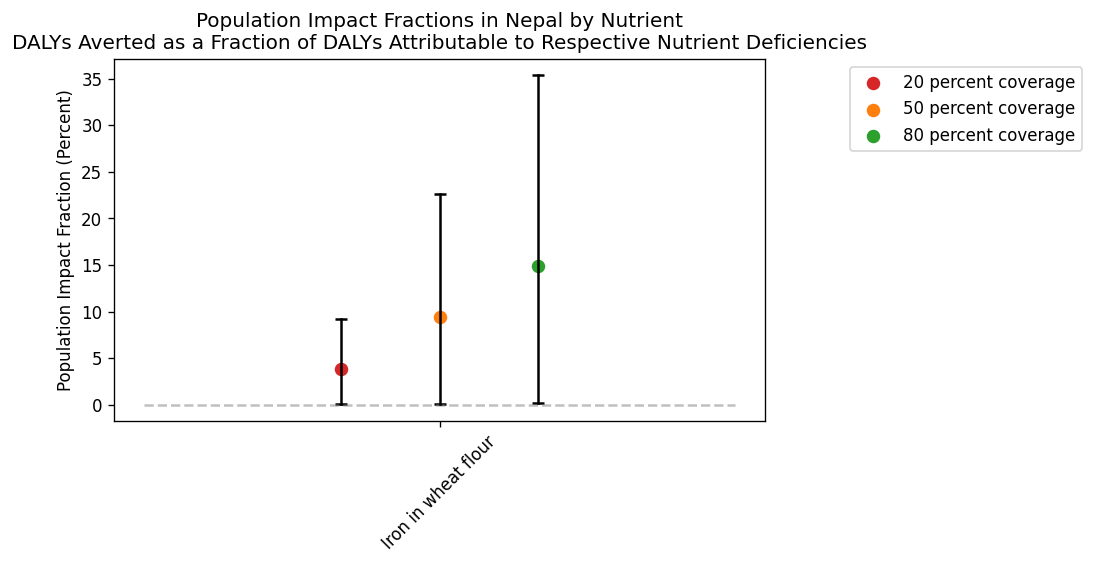 Population Impact Fractions in Nepal by Nutrient
DALYs Averted as a Fraction of DALYs Attributable to Respective Nutrient Deficiencies
20 percent coverage
50 percent coverage
80 percent coverage
Population Impact Fraction (Percent)
35
30
25
20
15
10
5
0
Iron in wheat flour